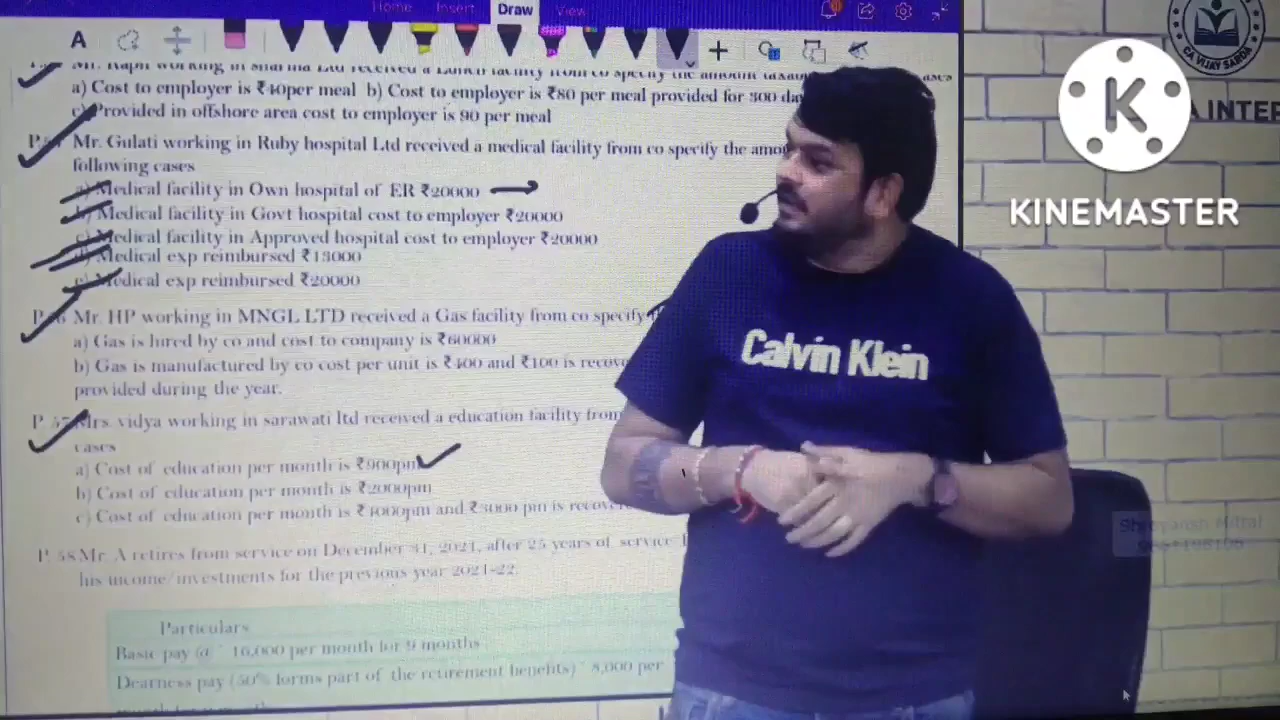 Home Insert Draw View
A
Mr. Kapil working in sharma Ltd received a Lunch facility from co specify the amount
a) Cost to employer is ₹40per meal b) Cost to employer is ₹80 per meal provided for 300
c) Provided in offshore area cost to employer is 90 per meal
Mr. Gulati working in Ruby hospital Ltd received a medical facility from co specify the
following cases
a) Medical facility in Own hospital of ER ₹20000
b) Medical facility in Govt hospital cost to employer ₹20000
c) Medical facility in Approved hospital cost to employer ₹20000
d) Medical exp reimbursed ₹13000
e) Medical exp reimbursed ₹20000
Mr. HP working in MNGL LTD received a Gas facility from co specify
a) Gas is hired by co and cost to company is ₹60000
b) Gas is manufactured by co cost per unit is ₹400 and ₹100 is
provided during the year.
P.57 Mrs. vidya working in sarawati ltd received a education facility from
cases
a) Cost of education per month is ₹900pm
b) Cost of education per month is ₹2000pm
c) Cost of education per month is ₹4000pm and ₹3000 pm is
P.58 Mr. A retires from service on December 31, 2021, after 25 years of service
his income/investments for the previous year 2021-22.
Particulars
Basic pay @ ` 16,000 per month for 9 months
Dearness pay (50% forms part of the retirement benefits) ` 8,000 per
Calvin Klein
CA VIJAY SARDA
INTER
K
KINEMASTER
Shreyansh Mittal